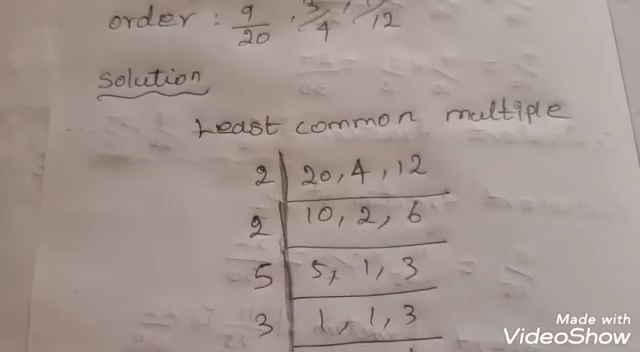 order : 9/20 , 3/4 , /12
Solution
Least common multiple
2 | 20, 4, 12
2 | 10, 2, 6
5 | 5, 1, 3
3 | 1, 1, 3
Made with
VideoShow